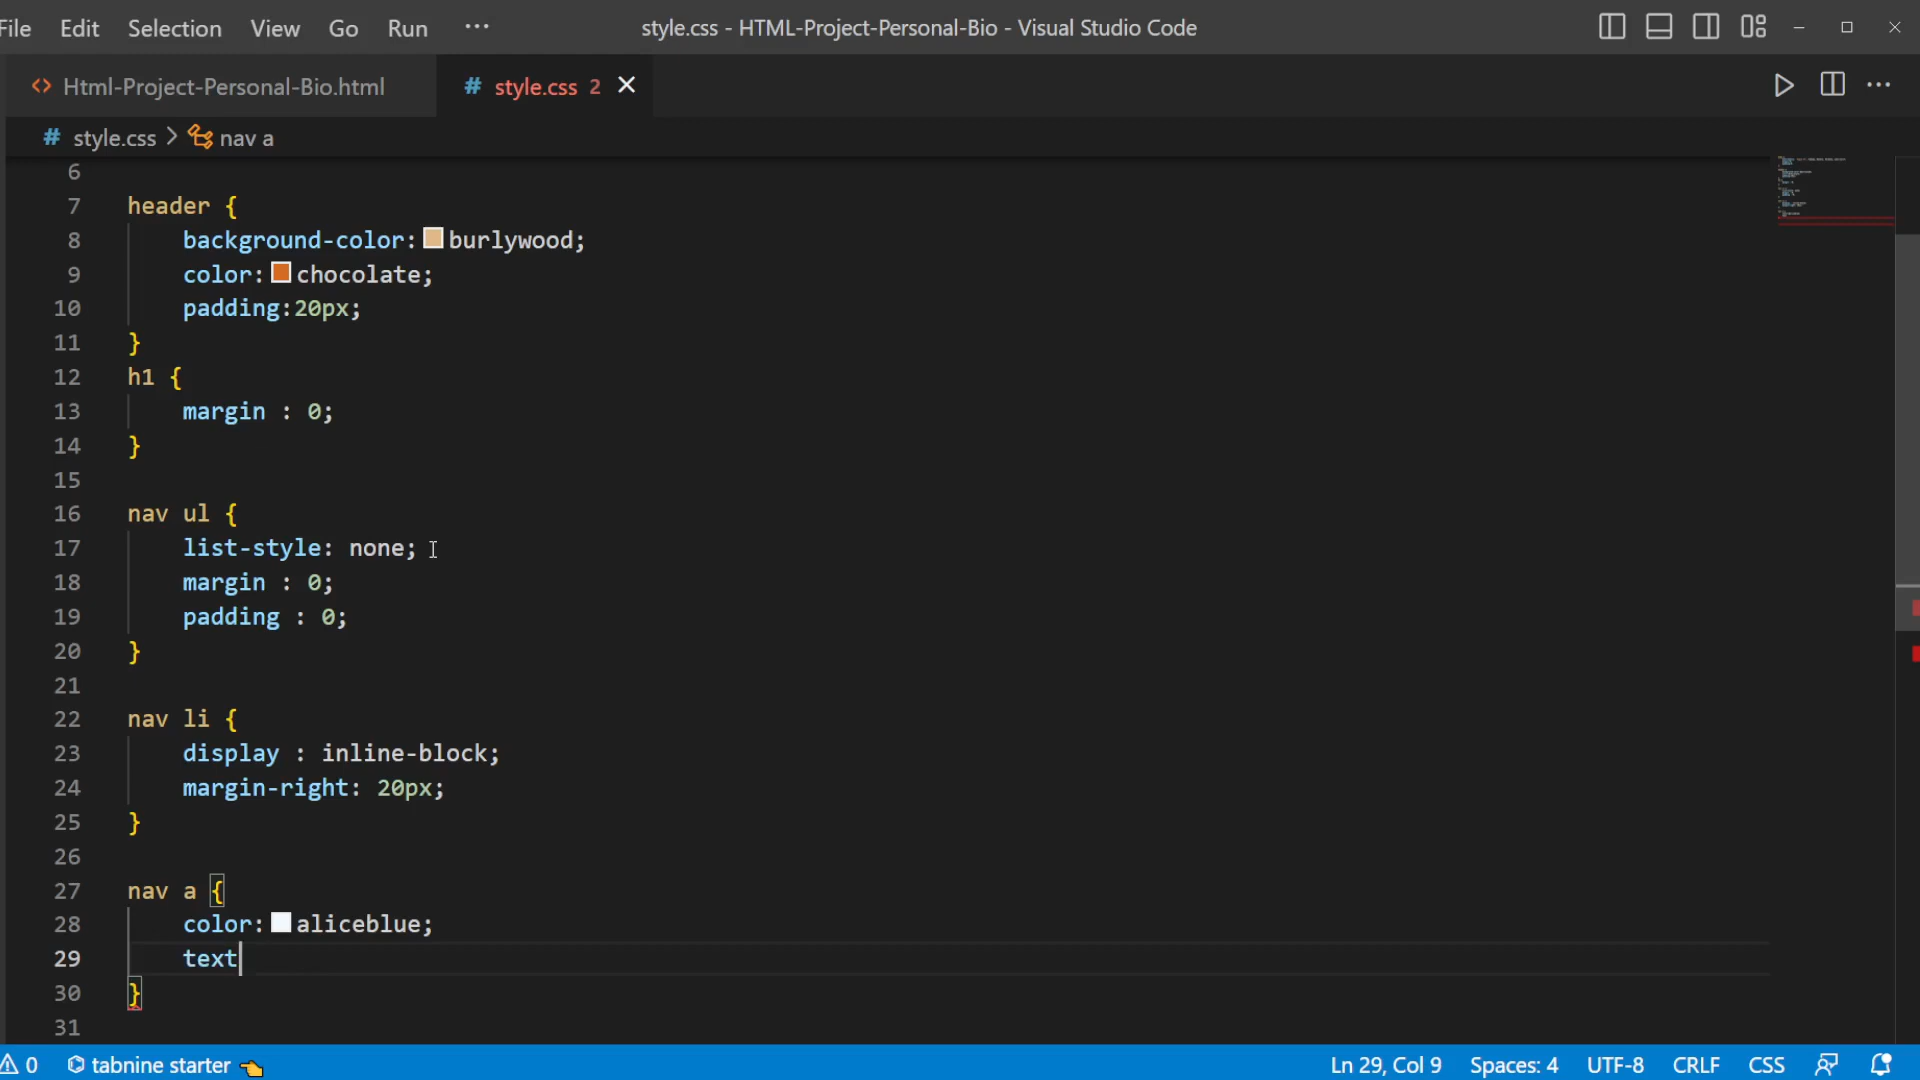 File Edit Selection View Go Run ··· style.css - HTML-Project-Personal-Bio - Visual Studio Code
<> Html-Project-Personal-Bio.html # style.css 2
# style.css > nav a
6
7 header {
8 background-color: burlywood;
9 color: chocolate;
10 padding:20px;
11 }
12 h1 {
13 margin : 0;
14 }
15
16 nav ul {
17 list-style: none;
18 margin : 0;
19 padding : 0;
20 }
21
22 nav li {
23 display : inline-block;
24 margin-right: 20px;
25 }
26
27 nav a {
28 color: aliceblue;
29 text
30 }
31
0 tabnine starter Ln 29, Col 9 Spaces: 4 UTF-8 CRLF CSS